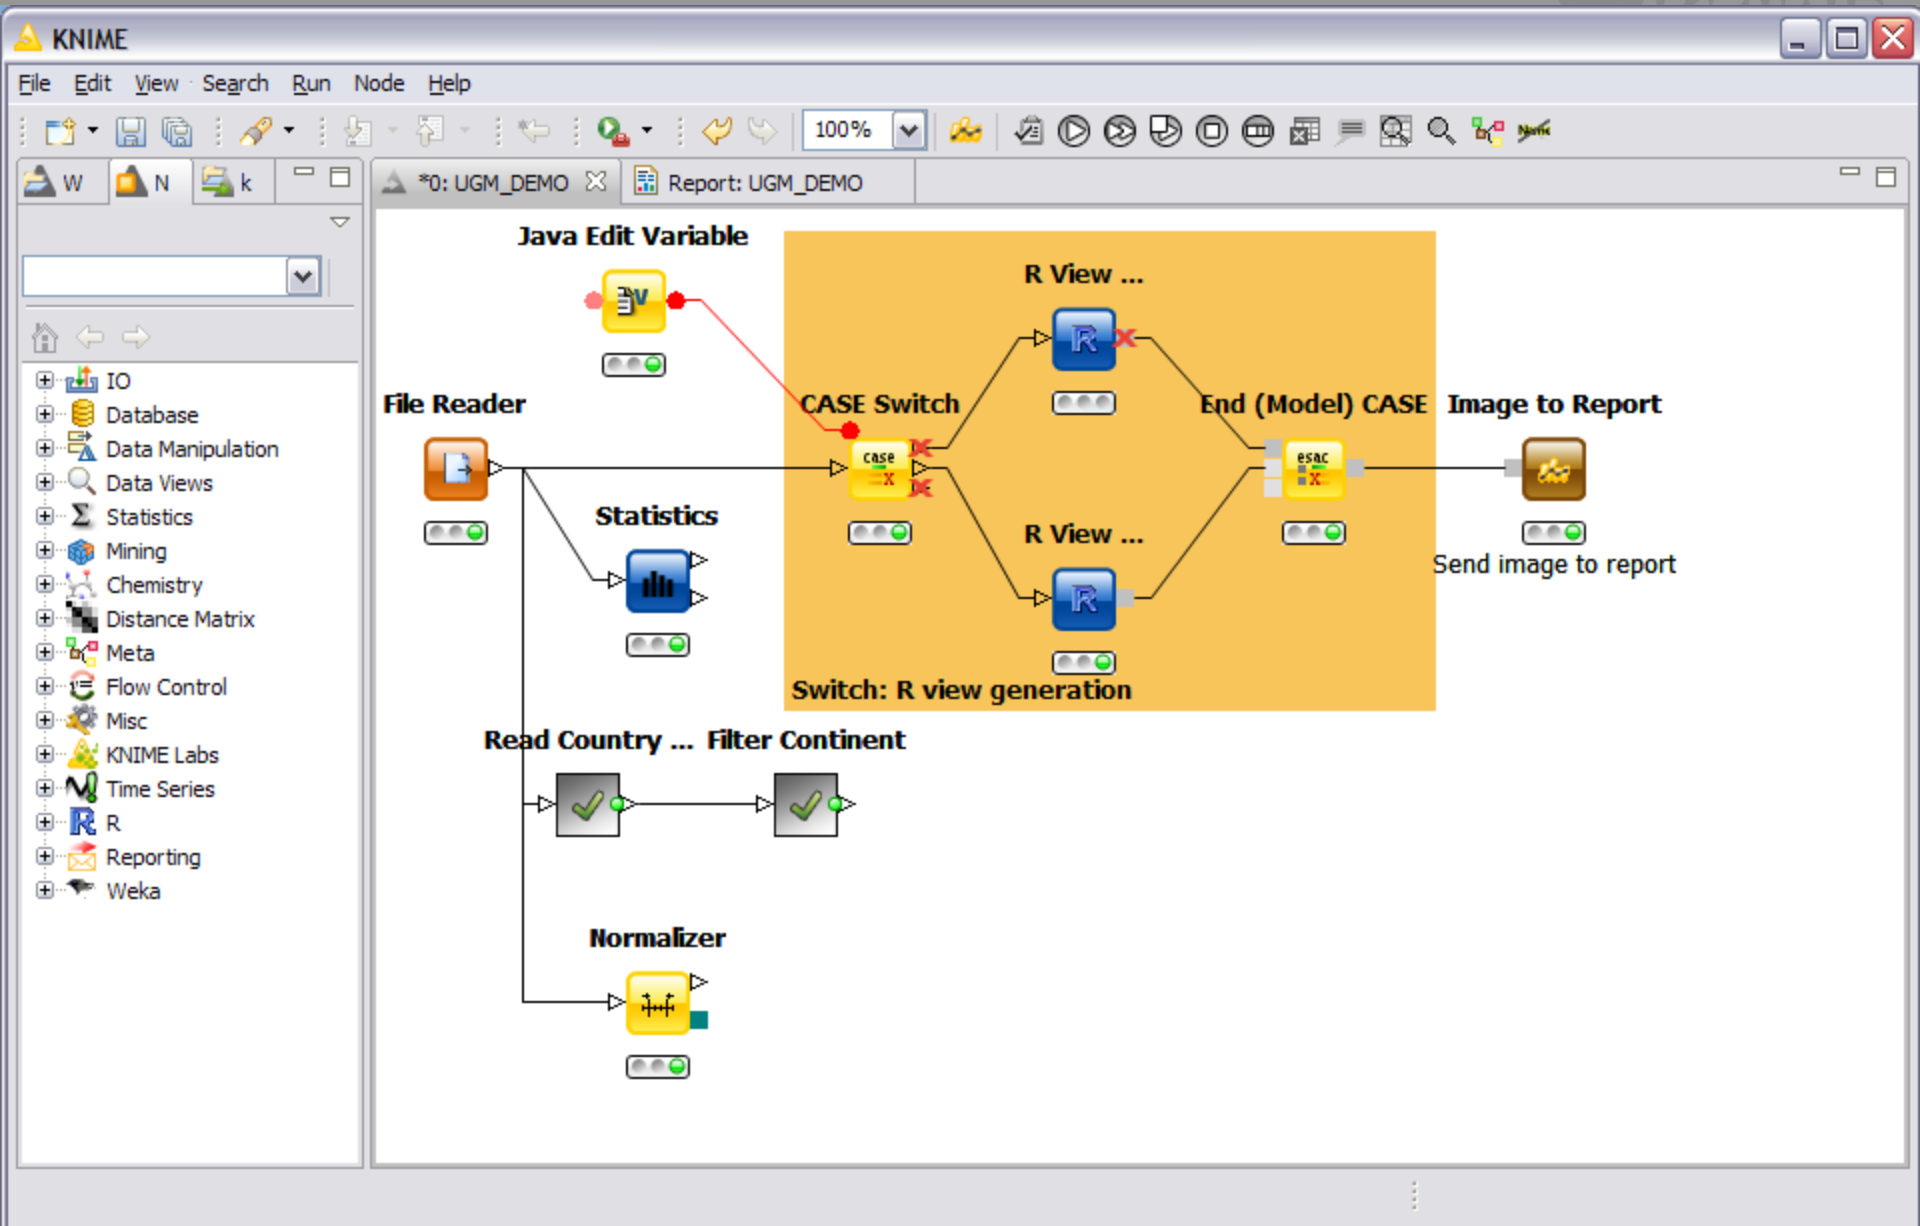 KNIME
File Edit View Search Run Node Help
100%
W N k
*0: UGM_DEMO Report: UGM_DEMO
IO
Database
Data Manipulation
Data Views
Statistics
Mining
Chemistry
Distance Matrix
Meta
Flow Control
Misc
KNIME Labs
Time Series
R
Reporting
Weka
Java Edit Variable
R View ...
File Reader
CASE Switch
End (Model) CASE
Image to Report
case
esac
Statistics
R View ...
Send image to report
Switch: R view generation
Read Country ...
Filter Continent
Normalizer